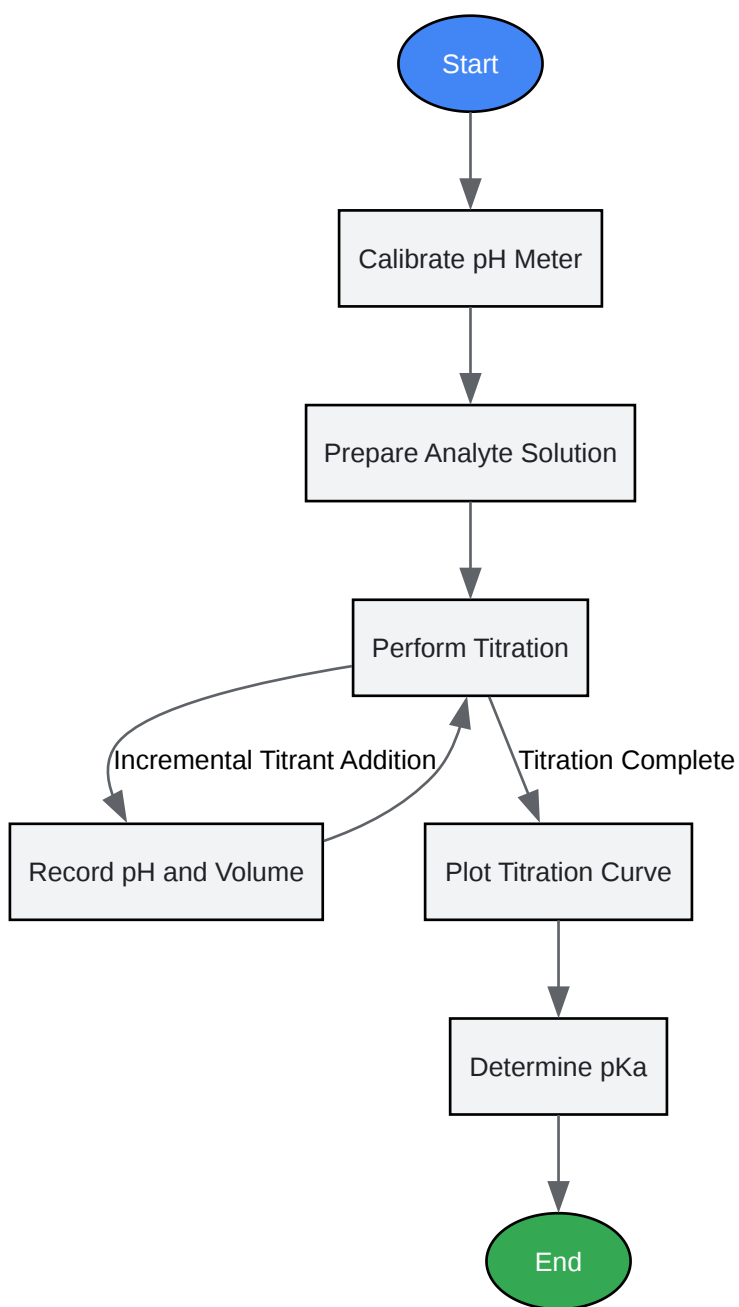 Start
Calibrate pH Meter
Prepare Analyte Solution
Perform Titration
Incremental Titrant Addition
Titration Complete
Record pH and Volume
Plot Titration Curve
Determine pKa
End